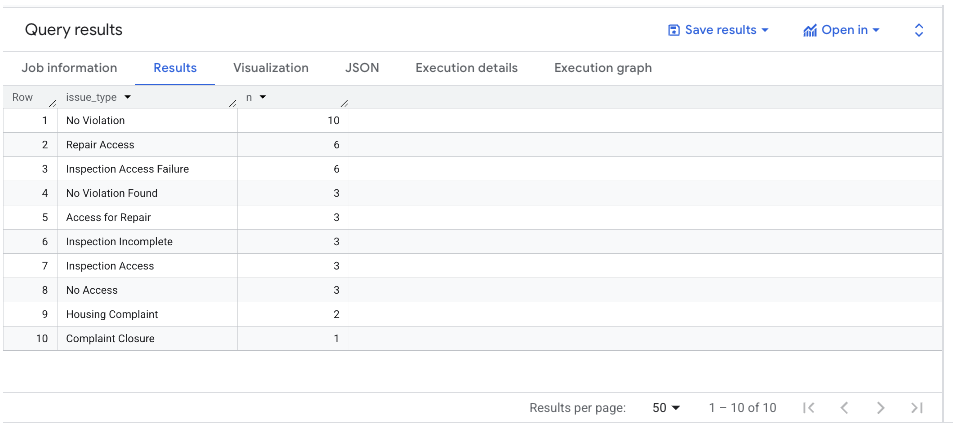 Query results Save results Open in
Job information Results Visualization JSON Execution details Execution graph
Row issue_type n
1 No Violation 10
2 Repair Access 6
3 Inspection Access Failure 6
4 No Violation Found 3
5 Access for Repair 3
6 Inspection Incomplete 3
7 Inspection Access 3
8 No Access 3
9 Housing Complaint 2
10 Complaint Closure 1
Results per page: 50 1 – 10 of 10